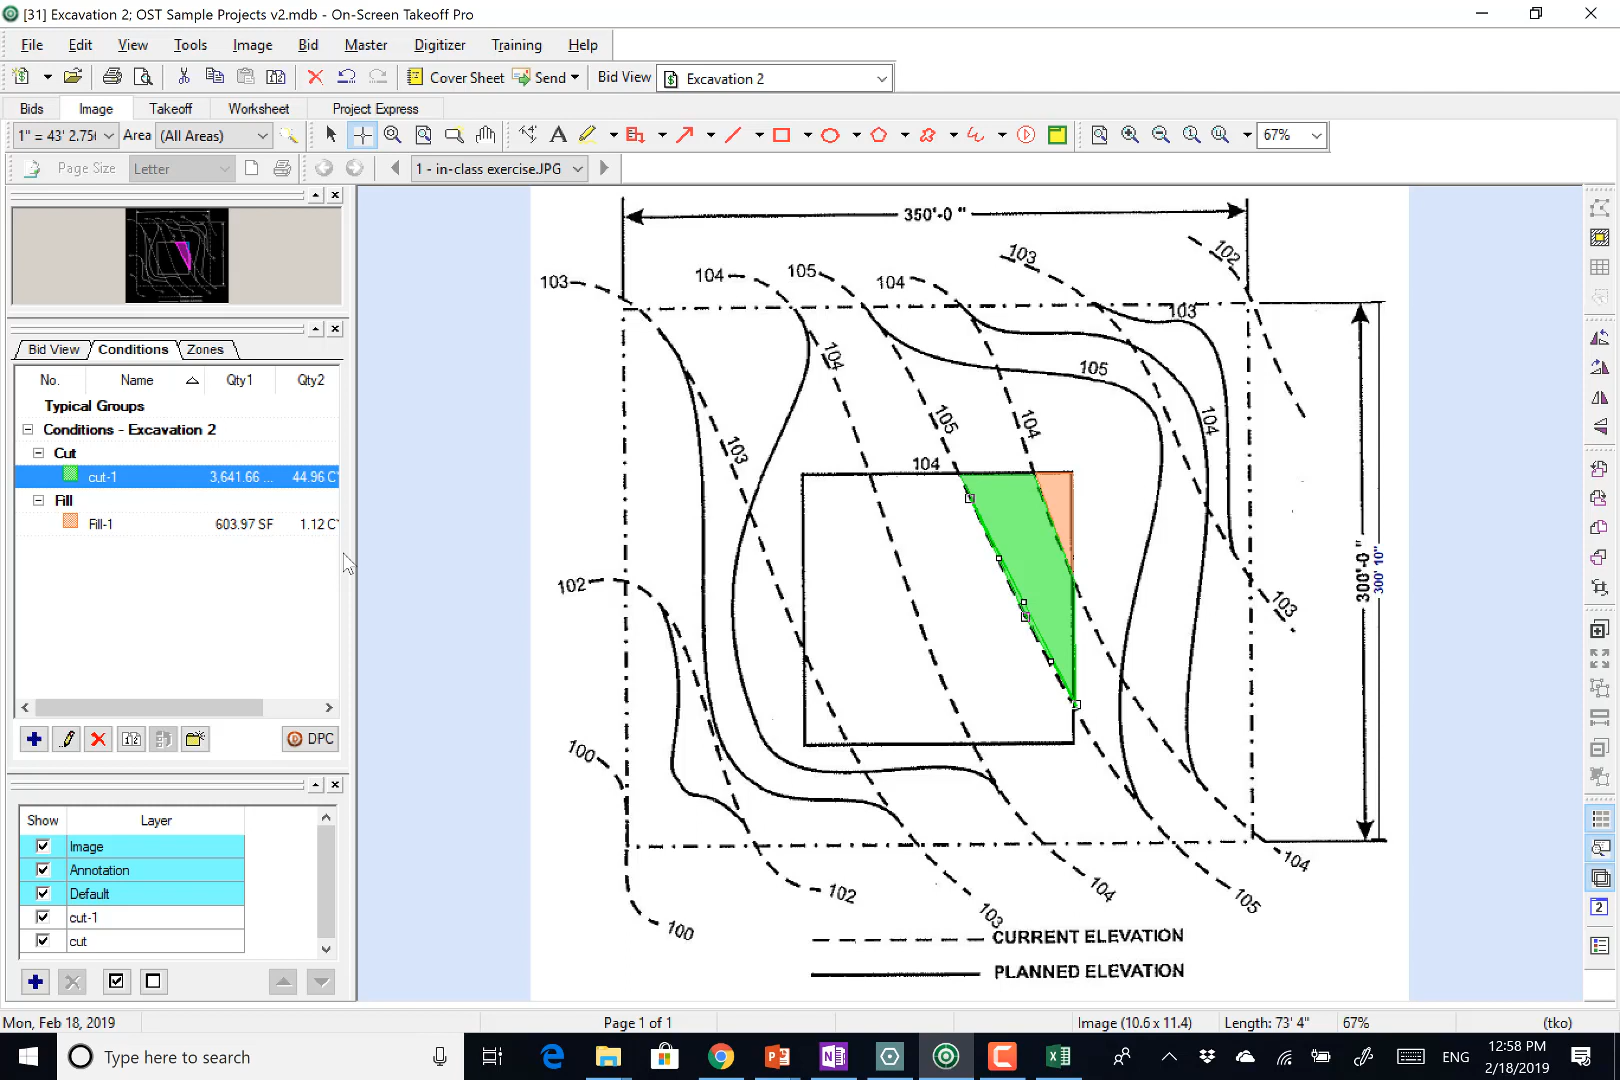 [31] Excavation 2; OST Sample Projects v2.mdb - On-Screen Takeoff Pro
File Edit View Tools Image Bid Master Digitizer Training Help
Cover Sheet Send Bid View Excavation 2
Bids Image Takeoff Worksheet Project Express
1" = 43' 2.75( Area (All Areas) 67%
Page Size Letter 1 - in-class exercise.JPG
Bid View Conditions Zones
No. Name Qty1 Qty2
Typical Groups
Conditions - Excavation 2
Cut
cut-1 3,641.66 ... 44.96 C
Fill
Fill-1 603.97 SF 1.12 C
DPC
Show Layer
Image
Annotation
Default
cut-1
cut
350'-0 "
103
104
105
104
103
102
103
104
105
105
104
104
103
104
102
300'-0 "
300' 10"
103
100
104
102
104
105
103
100
CURRENT ELEVATION
PLANNED ELEVATION
2
Mon, Feb 18, 2019 Page 1 of 1 Image (10.6 x 11.4) Length: 73' 4" 67% (tko)
Type here to search ENG 12:58 PM
2/18/2019